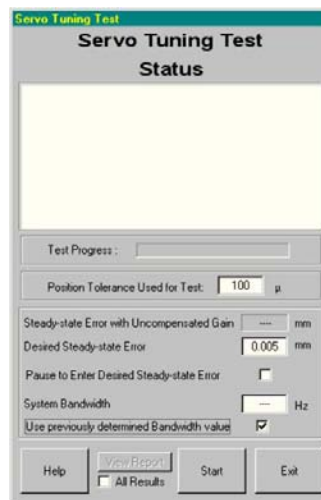 Servo Tuning Test
Servo Tuning Test
Status
Test Progress :
Position Tolerance Used for Test: 100 µ
Steady-state Error with Uncompensated Gain --- mm
Desired Steady-state Error 0.005 mm
Pause to Enter Desired Steady-state Error
System Bandwidth --- Hz
Use previously determined Bandwidth value
Help View Report Start Exit
All Results